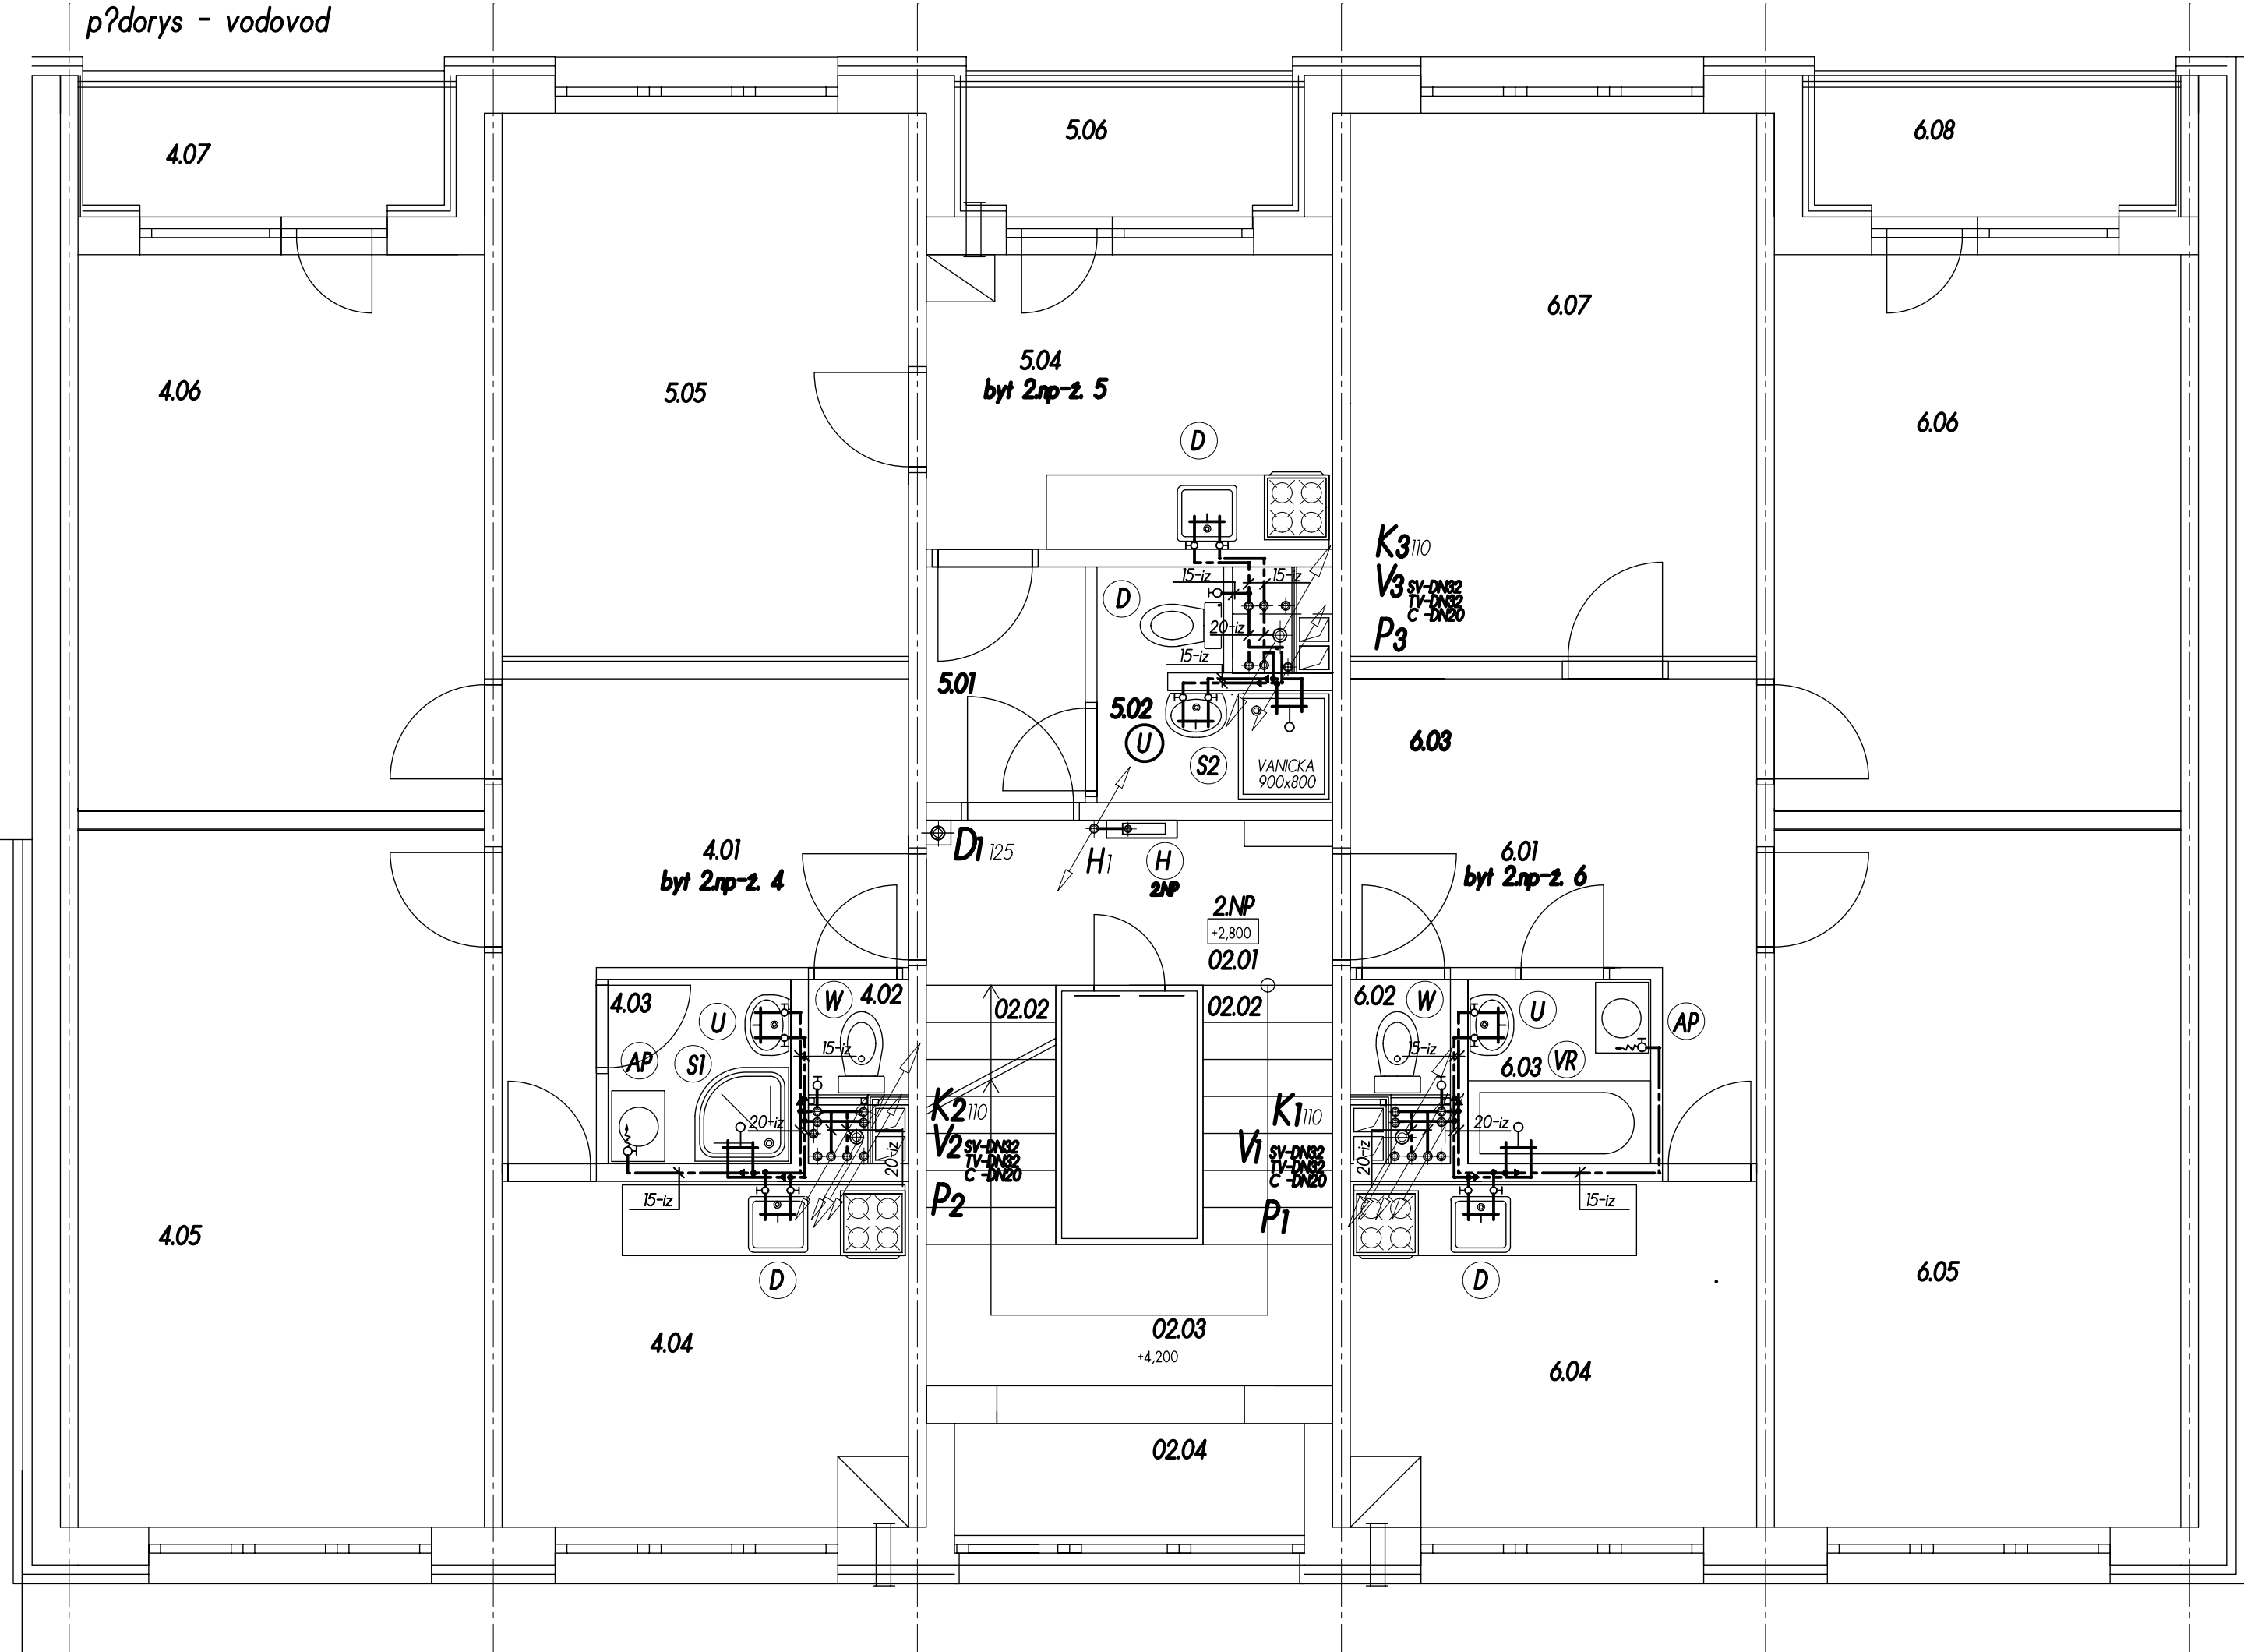 p?dorys - vodovod
4.07
5.06
6.08
4.06
5.05
5.04
byt 2.np-ž. 5
6.07
6.06
D
K3 110
V3 SV-DN32
TV-DN32
C -DN20
P3
15-iz
15-iz
D
20-iz
15-iz
5.01
5.02
U
S2
VANICKA
900x800
6.03
4.01
byt 2.np-ž. 4
D1 125
H1
H
2.NP
6.01
byt 2.np-ž. 6
2.NP
+2,800
02.01
4.03
U
W
4.02
02.02
02.02
6.02
W
U
AP
AP
S1
15-iz
15-iz
6.03
VR
20-iz
20-iz
20-iz
20-iz
K2 110
V2 SV-DN32
TV-DN32
C -DN20
P2
K1 110
V1 SV-DN32
TV-DN32
C -DN20
P1
15-iz
15-iz
4.05
D
D
6.05
4.04
02.03
+4,200
6.04
02.04